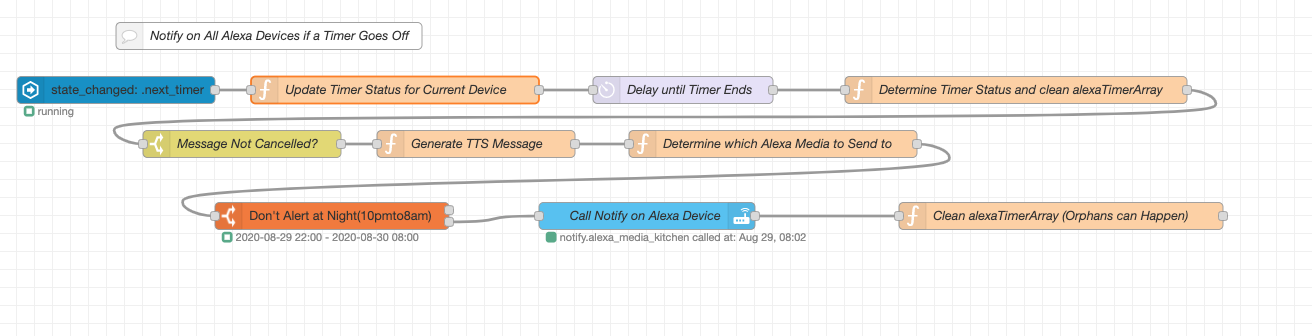 Notify on All Alexa Devices if a Timer Goes Off
state_changed: .next_timer
Update Timer Status for Current Device
Delay until Timer Ends
Determine Timer Status and clean alexaTimerArray
running
Message Not Cancelled?
Generate TTS Message
Determine which Alexa Media to Send to
Don't Alert at Night(10pmto8am)
Call Notify on Alexa Device
Clean alexaTimerArray (Orphans can Happen)
2020-08-29 22:00 - 2020-08-30 08:00
notify.alexa_media_kitchen called at: Aug 29, 08:02